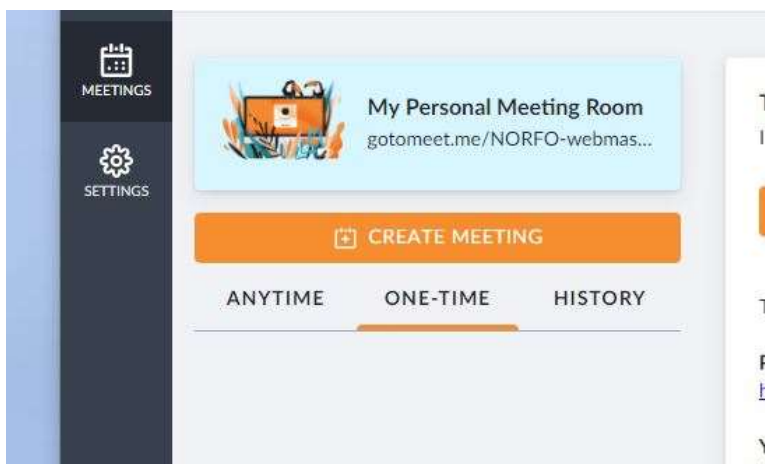 MEETINGS
SETTINGS
My Personal Meeting Room
gotomeet.me/NORFO-webmas...
CREATE MEETING
ANYTIME ONE-TIME HISTORY